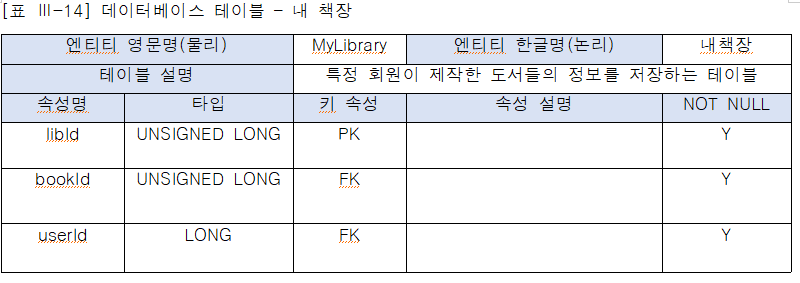 [표 Ⅲ-14] 데이터베이스 테이블 - 내 책장
엔티티 영문명(물리) MyLibrary 엔티티 한글명(논리) 내책장
테이블 설명 특정 회원이 제작한 도서들의 정보를 저장하는 테이블
속성명 타입 키 속성 속성 설명 NOT NULL
libId UNSIGNED LONG PK Y
bookId UNSIGNED LONG FK Y
userId LONG FK Y